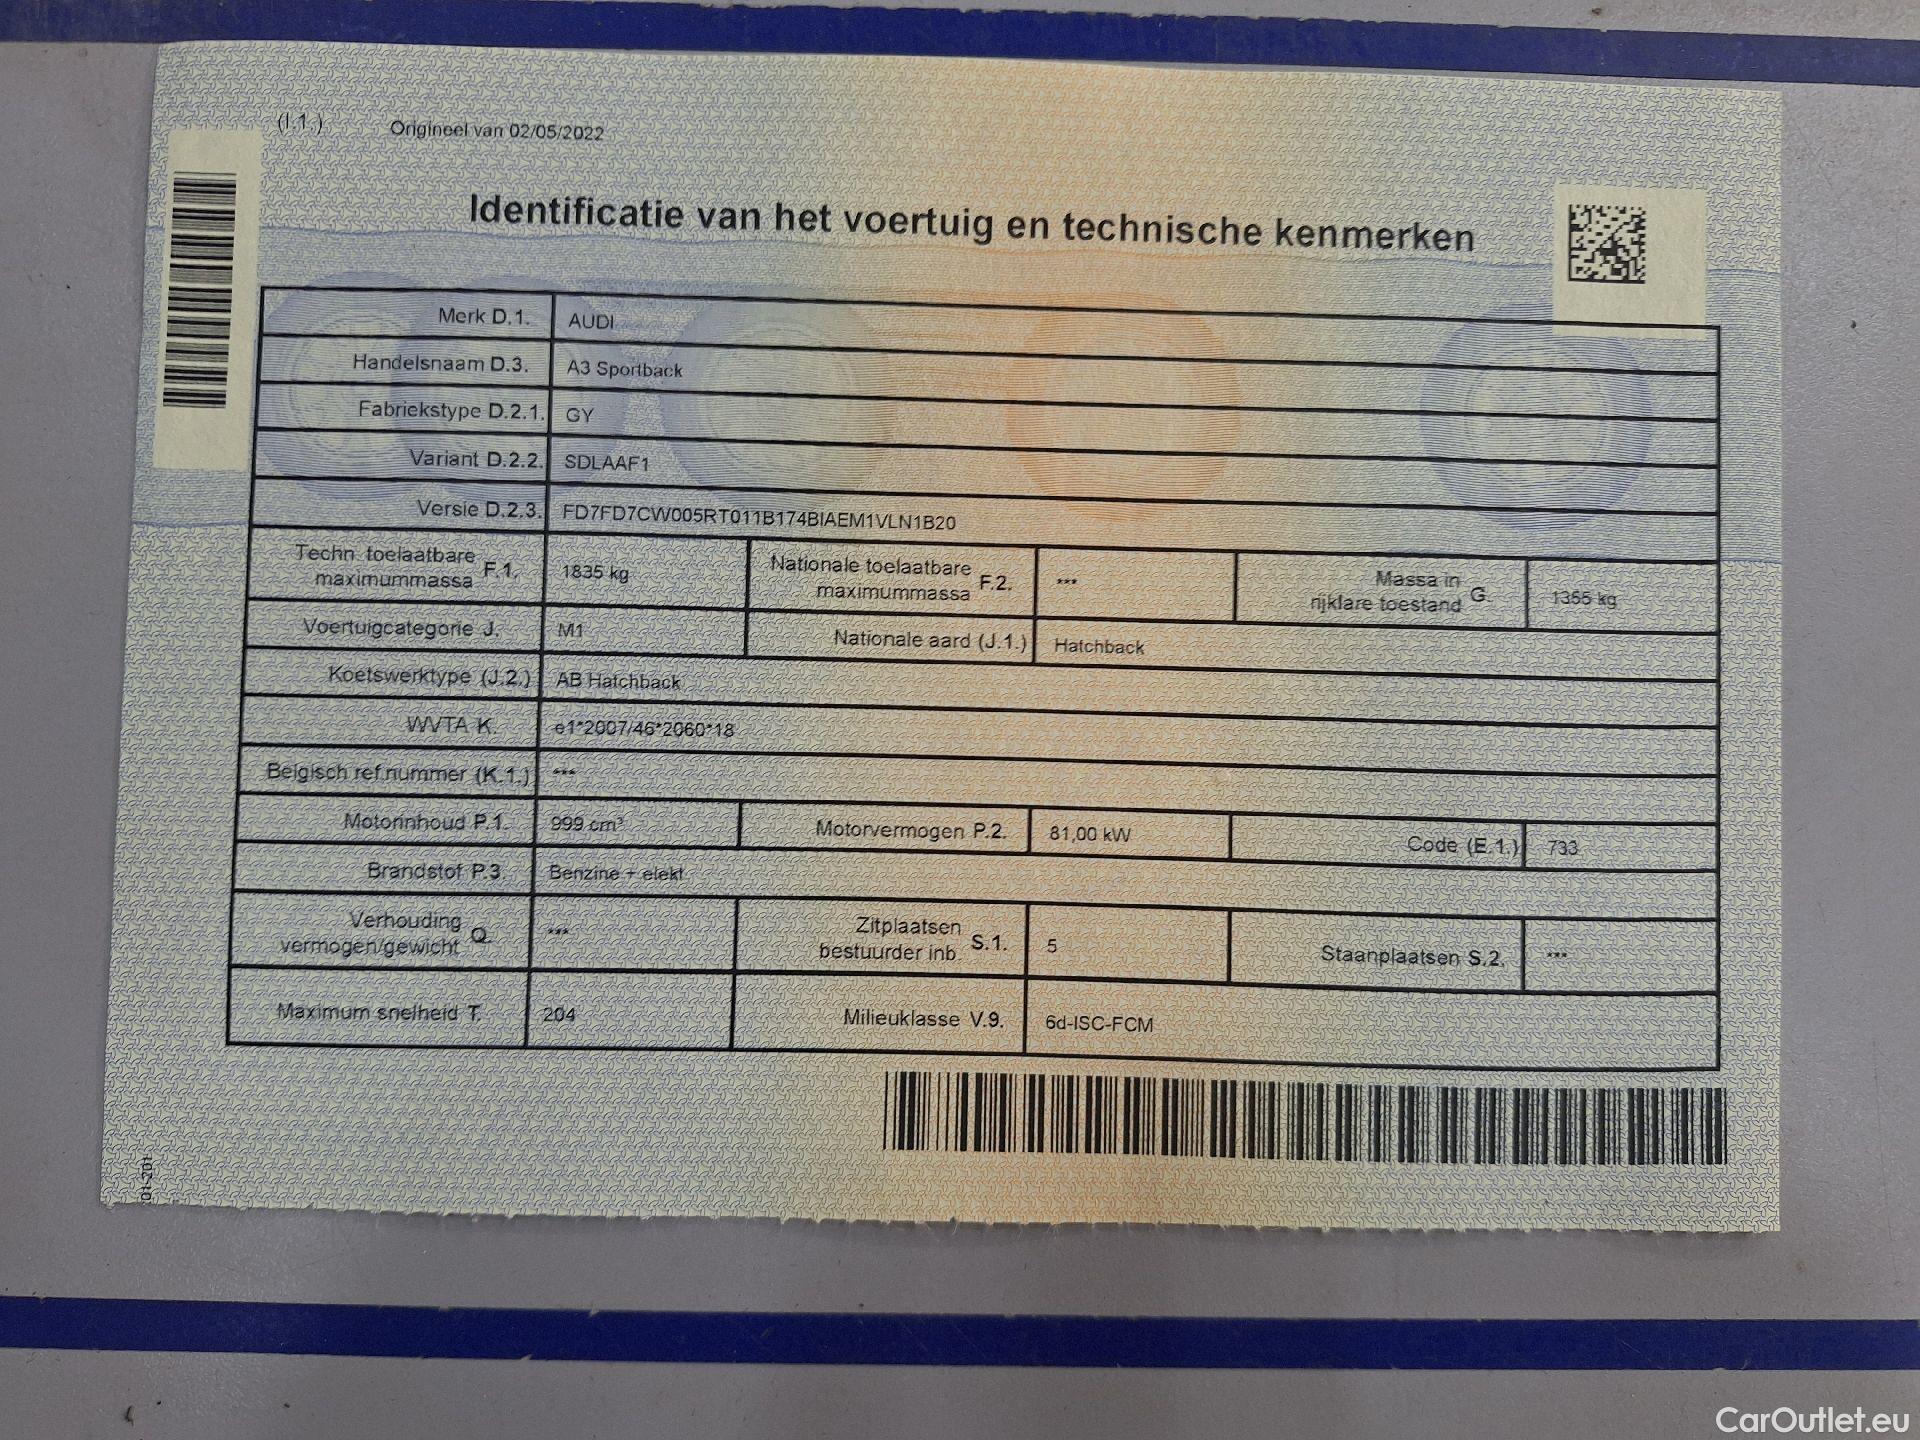 (I.1.) Origineel van 02/05/2022
Identificatie van het voertuig en technische kenmerken
Merk D.1. AUDI
Handelsnaam D.3. A3 Sportback
Fabriekstype D.2.1. GY
Variant D.2.2. SDLAAF1
Versie D.2.3. FD7FD7CW005RT011B174BIAEM1VLN1B20
Techn. toelaatbare maximummassa F.1. 1835 kg Nationale toelaatbare maximummassa F.2. *** Massa in rijklare toestand G. 1355 kg
Voertuigcategorie J. M1 Nationale aard (J.1.) Hatchback
Koetswerktype (J.2.) AB Hatchback
WVTA K. e1*2007/46*2060*18
Belgisch ref.nummer (K.1.) ***
Motorinhoud P.1. 999 cm³ Motorvermogen P.2. 81,00 kW Code (E.1.) 733
Brandstof P.3. Benzine + elekt.
Verhouding vermogen/gewicht Q. *** Zitplaatsen bestuurder inb. S.1. 5 Staanplaatsen S.2. ***
Maximum snelheid T. 204 Milieuklasse V.9. 6d-ISC-FCM
CarOutlet.eu